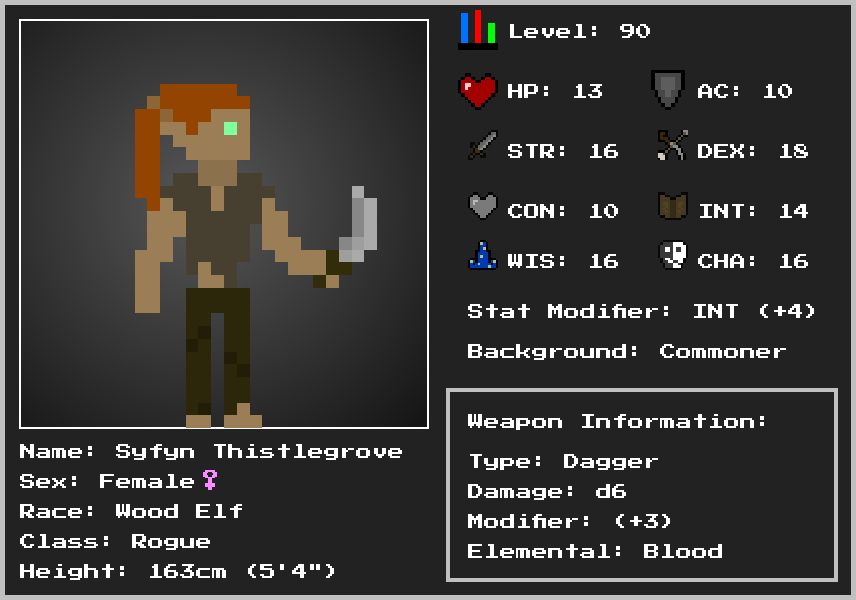 Level: 90
HP: 13 AC: 10
STR: 16 DEX: 18
CON: 10 INT: 14
WIS: 16 CHA: 16
Stat Modifier: INT (+4)
Background: Commoner
Weapon Information:
Type: Dagger
Damage: d6
Modifier: (+3)
Elemental: Blood
Name: Syfyn Thistlegrove
Sex: Female♀
Race: Wood Elf
Class: Rogue
Height: 163cm (5'4")